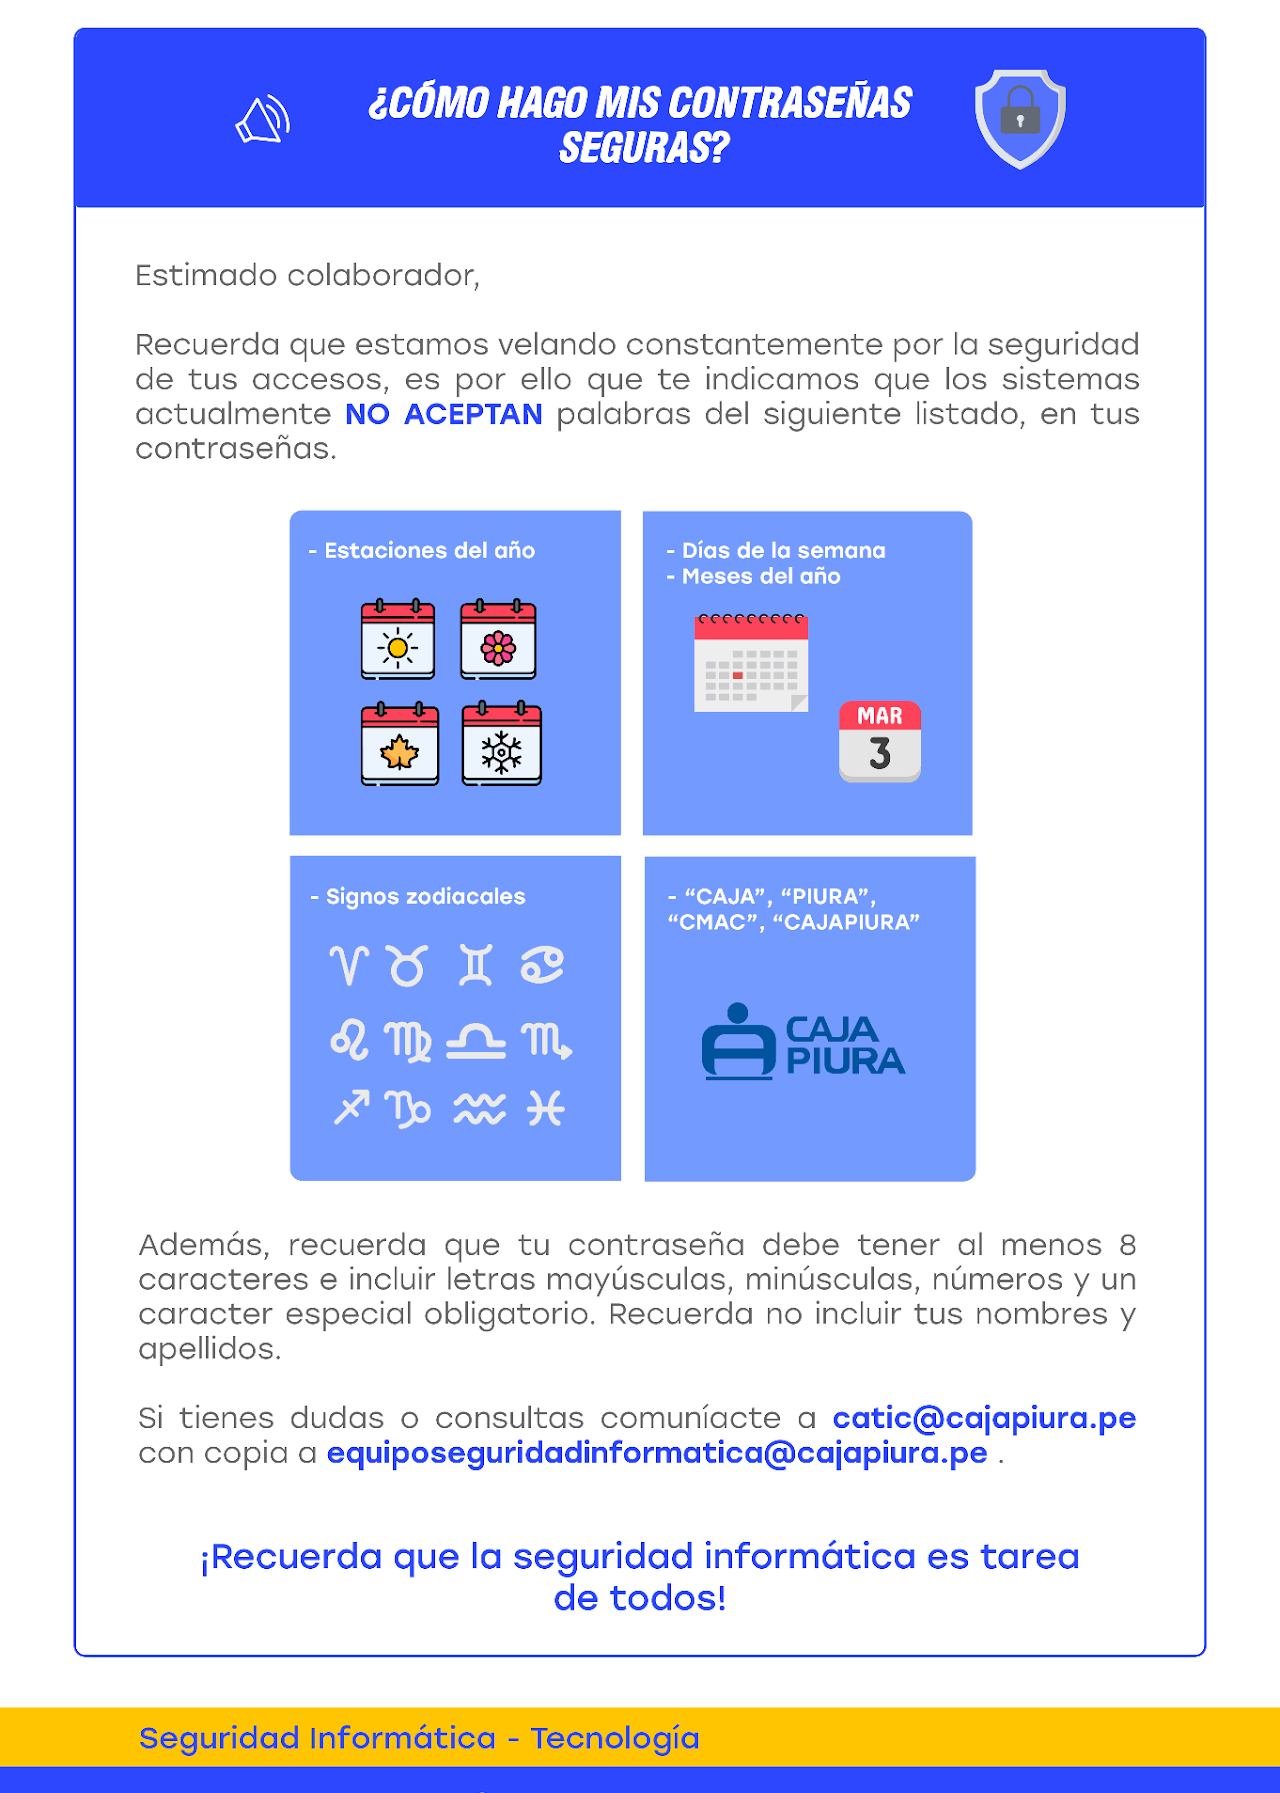 ¿CÓMO HAGO MIS CONTRASEÑAS
SEGURAS?
Estimado colaborador,
Recuerda que estamos velando constantemente por la seguridad
de tus accesos, es por ello que te indicamos que los sistemas
actualmente NO ACEPTAN palabras del siguiente listado, en tus
contraseñas.
- Estaciones del año
- Días de la semana
- Meses del año
MAR
3
- Signos zodiacales
- “CAJA”, “PIURA”,
“CMAC”, “CAJAPIURA”
CAJA
PIURA
Además, recuerda que tu contraseña debe tener al menos 8
caracteres e incluir letras mayúsculas, minúsculas, números y un
caracter especial obligatorio. Recuerda no incluir tus nombres y
apellidos.
Si tienes dudas o consultas comuníacte a catic@cajapiura.pe
con copia a equiposeguridadinformatica@cajapiura.pe .
¡Recuerda que la seguridad informática es tarea
de todos!
Seguridad Informática - Tecnología